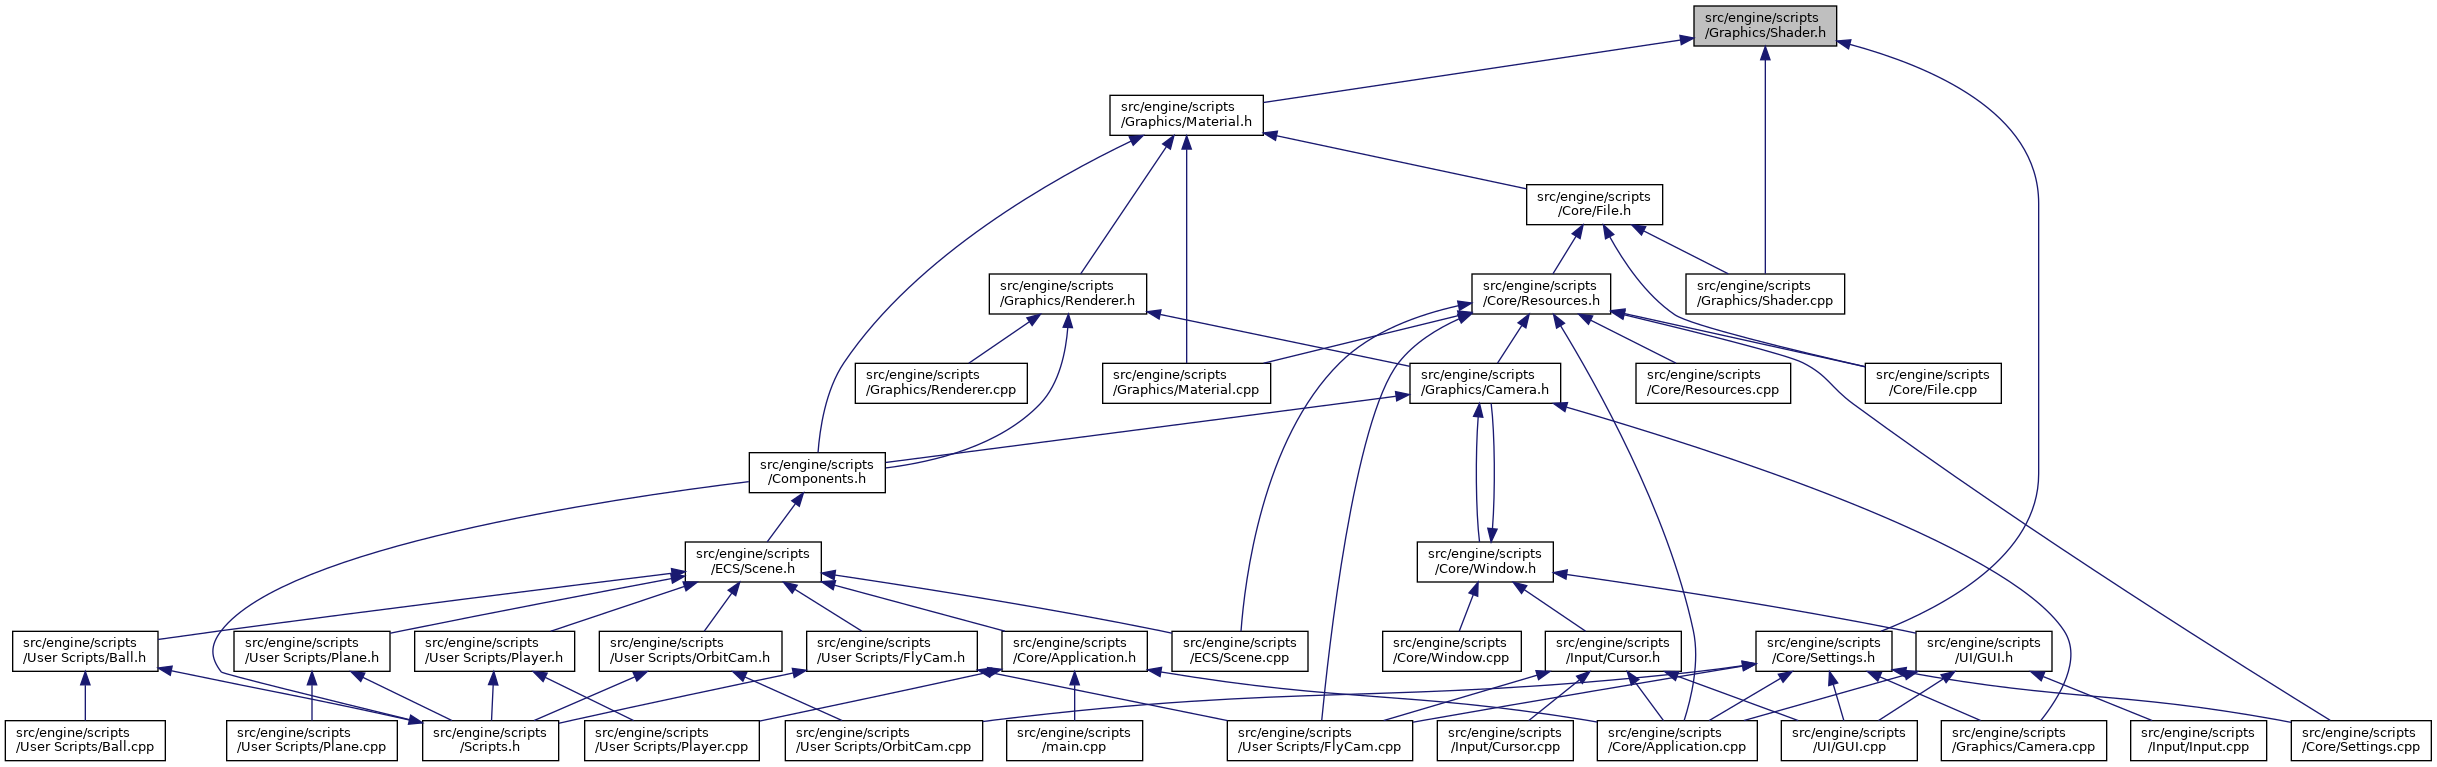 src/engine/scripts
/Graphics/Shader.h
src/engine/scripts
/Graphics/Material.h
src/engine/scripts
/Core/File.h
src/engine/scripts
/Graphics/Renderer.h
src/engine/scripts
/Core/Resources.h
src/engine/scripts
/Graphics/Shader.cpp
src/engine/scripts
/Graphics/Renderer.cpp
src/engine/scripts
/Graphics/Material.cpp
src/engine/scripts
/Graphics/Camera.h
src/engine/scripts
/Core/Resources.cpp
src/engine/scripts
/Core/File.cpp
src/engine/scripts
/Components.h
src/engine/scripts
/ECS/Scene.h
src/engine/scripts
/Core/Window.h
src/engine/scripts
/User Scripts/Ball.h
src/engine/scripts
/User Scripts/Plane.h
src/engine/scripts
/User Scripts/Player.h
src/engine/scripts
/User Scripts/OrbitCam.h
src/engine/scripts
/User Scripts/FlyCam.h
src/engine/scripts
/Core/Application.h
src/engine/scripts
/ECS/Scene.cpp
src/engine/scripts
/Core/Window.cpp
src/engine/scripts
/Input/Cursor.h
src/engine/scripts
/Core/Settings.h
src/engine/scripts
/UI/GUI.h
src/engine/scripts
/User Scripts/Ball.cpp
src/engine/scripts
/User Scripts/Plane.cpp
src/engine/scripts
/Scripts.h
src/engine/scripts
/User Scripts/Player.cpp
src/engine/scripts
/User Scripts/OrbitCam.cpp
src/engine/scripts
/main.cpp
src/engine/scripts
/User Scripts/FlyCam.cpp
src/engine/scripts
/Input/Cursor.cpp
src/engine/scripts
/Core/Application.cpp
src/engine/scripts
/UI/GUI.cpp
src/engine/scripts
/Graphics/Camera.cpp
src/engine/scripts
/Input/Input.cpp
src/engine/scripts
/Core/Settings.cpp